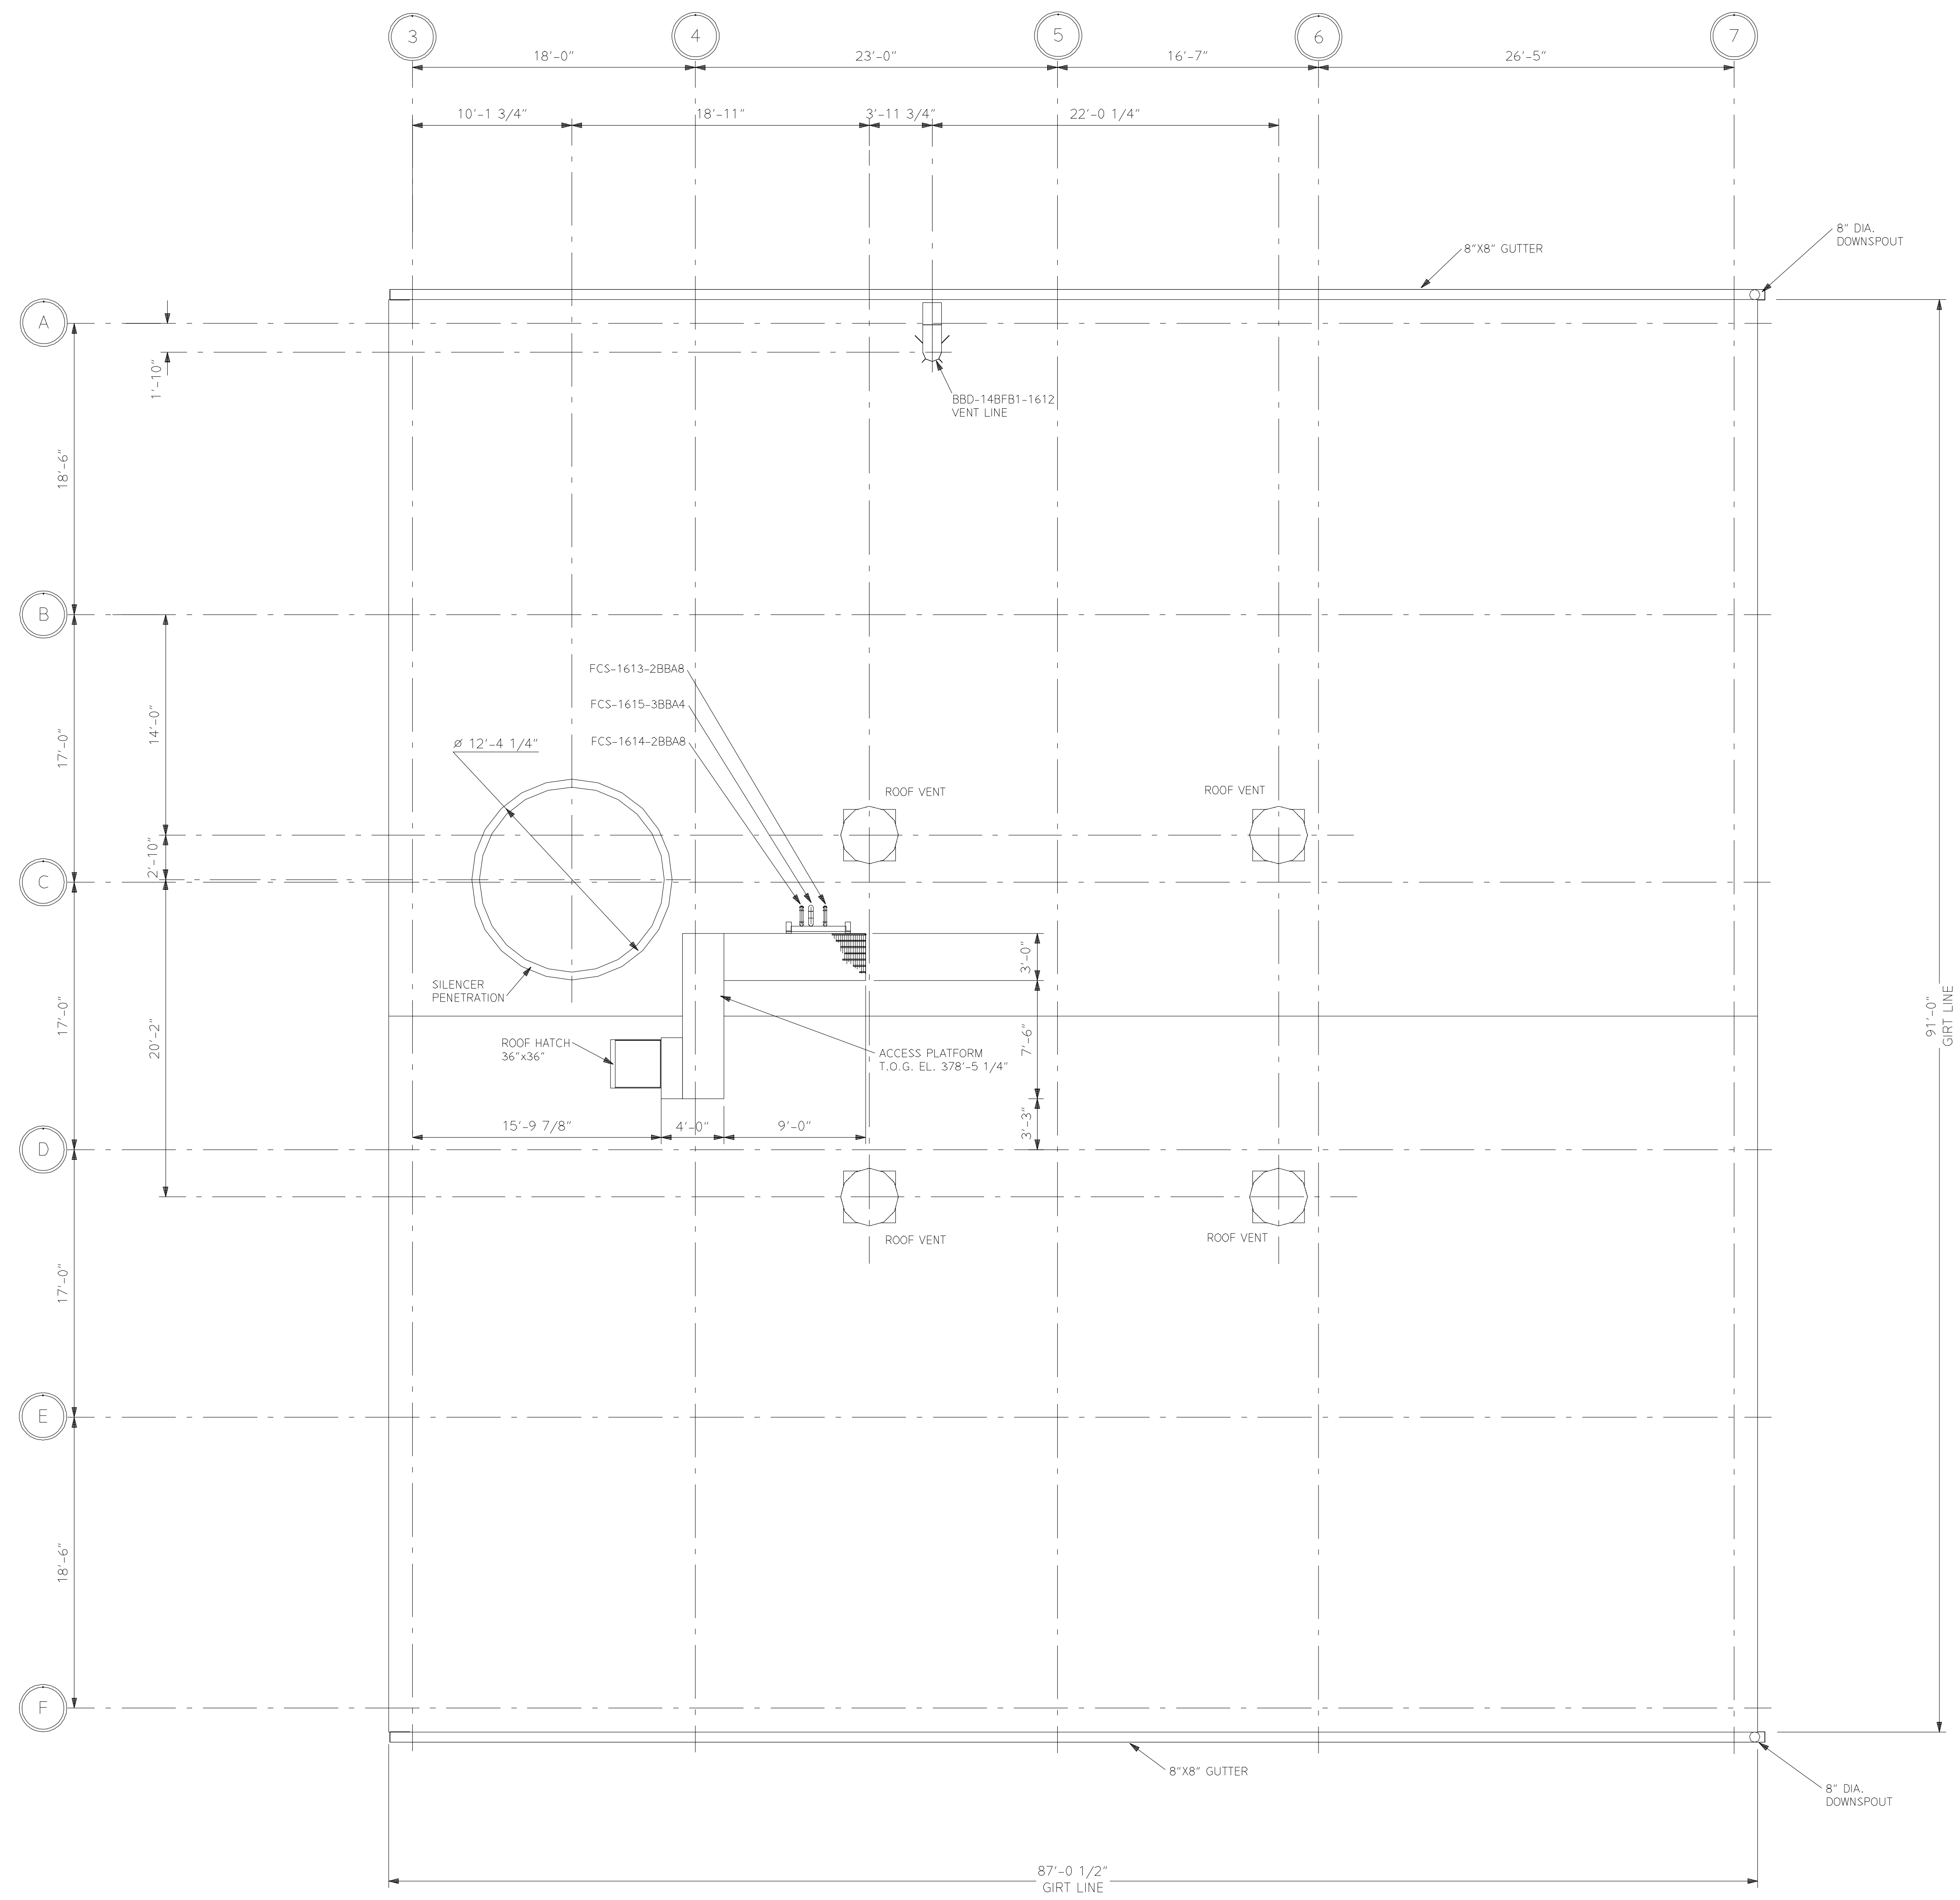 3
4
5
6
7
18'-0"
23'-0"
16'-7"
26'-5"
10'-1 3/4"
18'-11"
3'-11 3/4"
22'-0 1/4"
8" DIA.
DOWNSPOUT
8"X8" GUTTER
A
1'-10"
BBD-14BFB1-1612
VENT LINE
18'-6"
B
FCS-1613-2BBA8
FCS-1615-3BBA4
FCS-1614-2BBA8
14'-0"
17'-0"
Ø 12'-4 1/4"
ROOF VENT
ROOF VENT
2'-10"
C
SILENCER
PENETRATION
3'-0"
17'-0"
20'-2"
91'-0"
GIRT LINE
ROOF HATCH
36"x36"
ACCESS PLATFORM
T.O.G. EL. 378'-5 1/4"
7'-6"
15'-9 7/8"
4'-0"
9'-0"
3'-3"
D
ROOF VENT
ROOF VENT
17'-0"
E
18'-6"
F
8"X8" GUTTER
8" DIA.
DOWNSPOUT
87'-0 1/2"
GIRT LINE